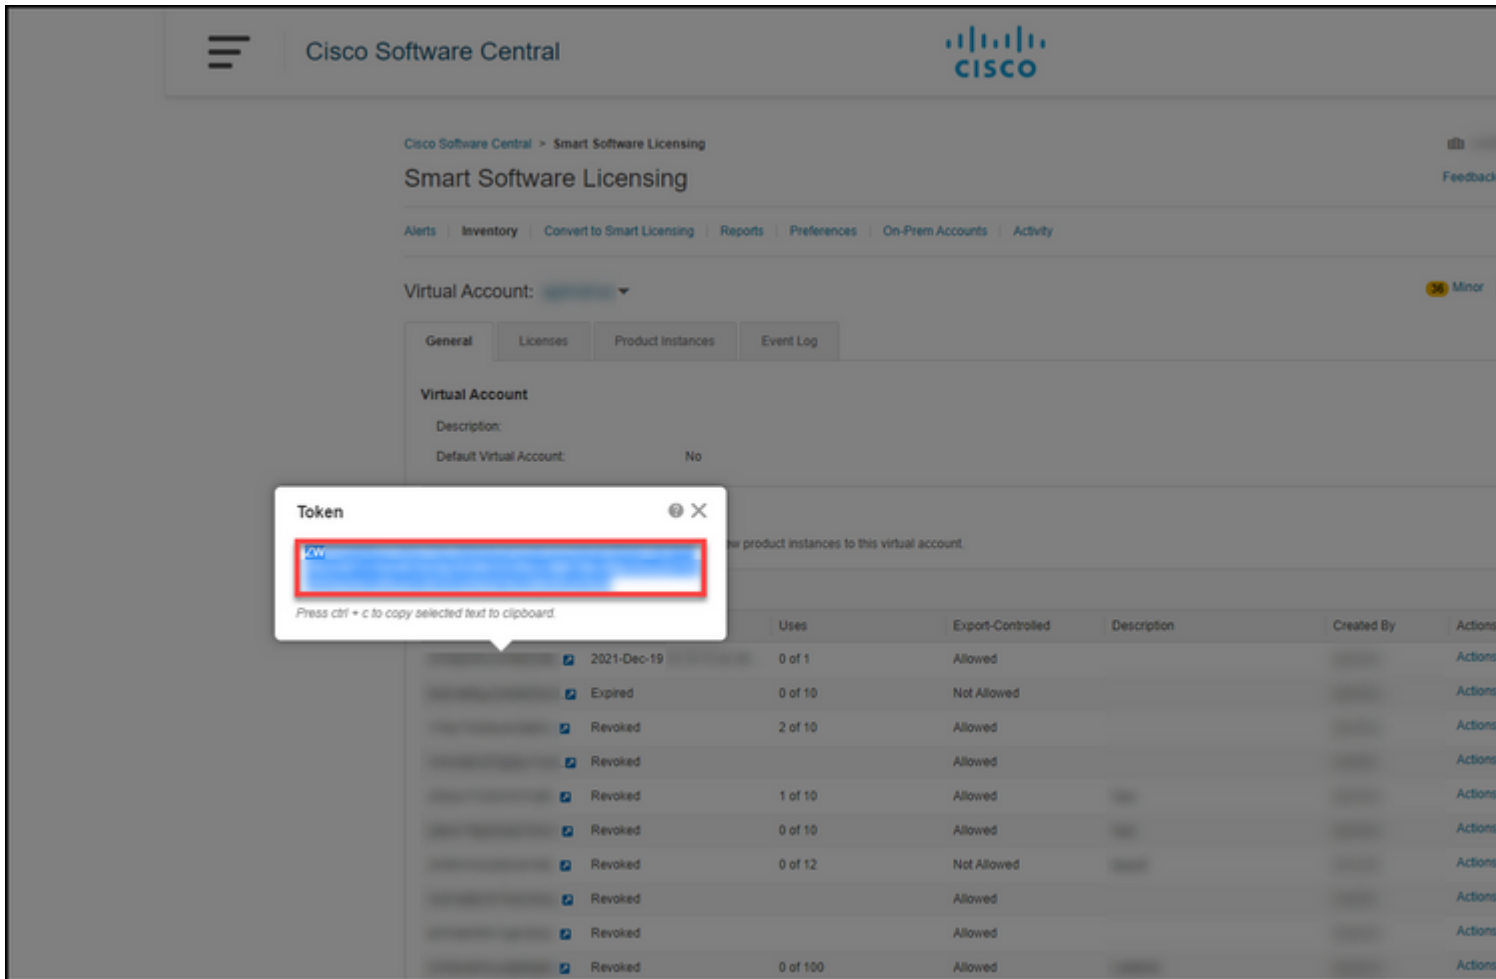 Cisco Software Central
CISCO
Cisco Software Central > Smart Software Licensing
Smart Software Licensing
Feedback
Alerts Inventory Convert to Smart Licensing Reports Preferences On-Prem Accounts Activity
Virtual Account:
36 Minor
General Licenses Product Instances Event Log
Virtual Account
Description:
Default Virtual Account: No
Token
product instances to this virtual account.
Press ctrl + c to copy selected text to clipboard.
Uses Export-Controlled Description Created By Actions
2021-Dec-19 0 of 1 Allowed Actions
Expired 0 of 10 Not Allowed Actions
Revoked 2 of 10 Allowed Actions
Revoked Allowed Actions
Revoked 1 of 10 Allowed Actions
Revoked 0 of 10 Allowed Actions
Revoked 0 of 12 Not Allowed Actions
Revoked Allowed Actions
Revoked Allowed Actions
Revoked 0 of 100 Allowed Actions